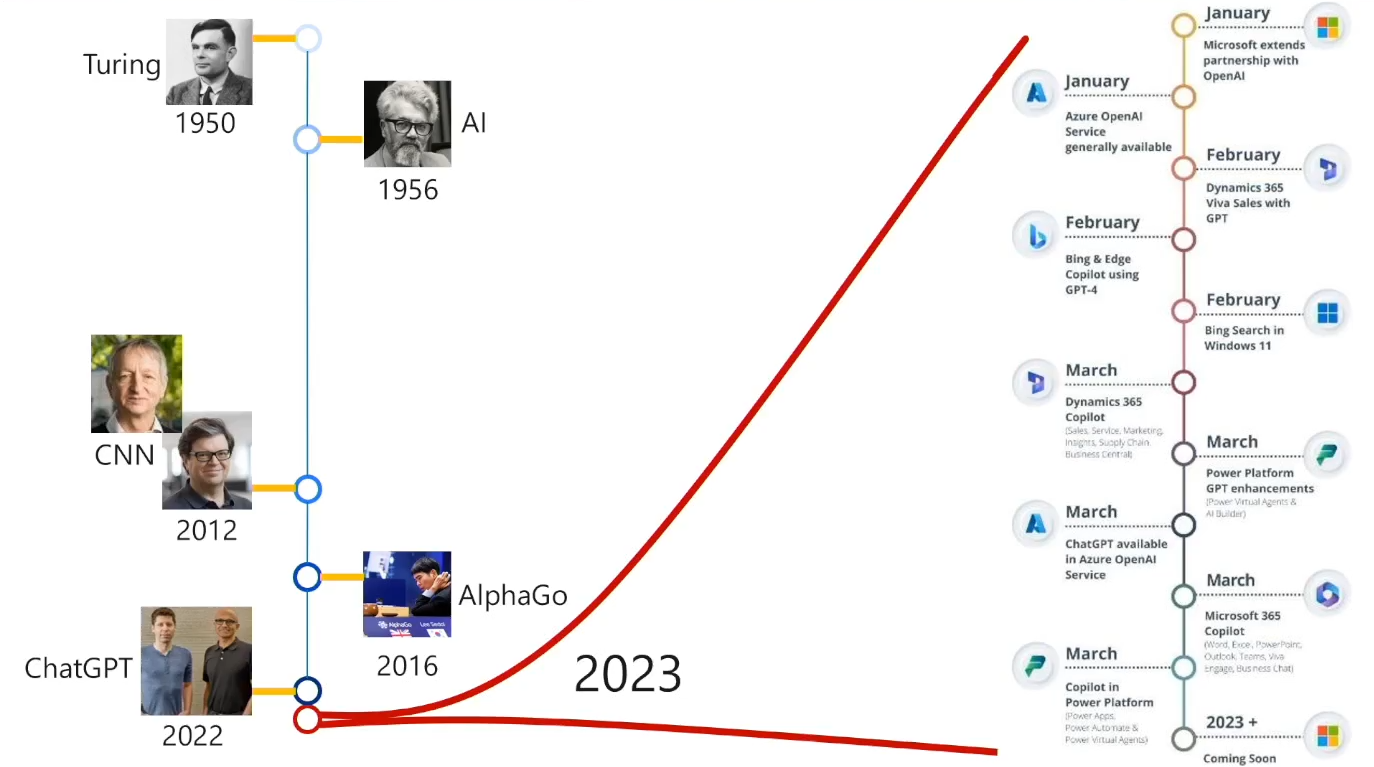 Turing
1950
AI
1956
CNN
2012
AlphaGo
AlphaGo
Lee Sedol
2016
ChatGPT
2022
2023
January
Microsoft extends
partnership with
OpenAI
January
Azure OpenAI
Service
generally available
February
Dynamics 365
Viva Sales with
GPT
February
Bing & Edge
Copilot using
GPT-4
February
Bing Search in
Windows 11
March
Dynamics 365
Copilot
(Sales, Service, Marketing,
Insights, Supply Chain
Business Central)
March
Power Platform
GPT enhancements
(Power Virtual Agents &
AI Builder)
March
ChatGPT available
in Azure OpenAI
Service
March
Microsoft 365
Copilot
(Word, Excel, PowerPoint,
Outlook, Teams, Viva
Engage, Business Chat)
March
Copilot in
Power Platform
(Power Apps,
Power Automate &
Power Virtual Agents)
2023 +
Coming Soon